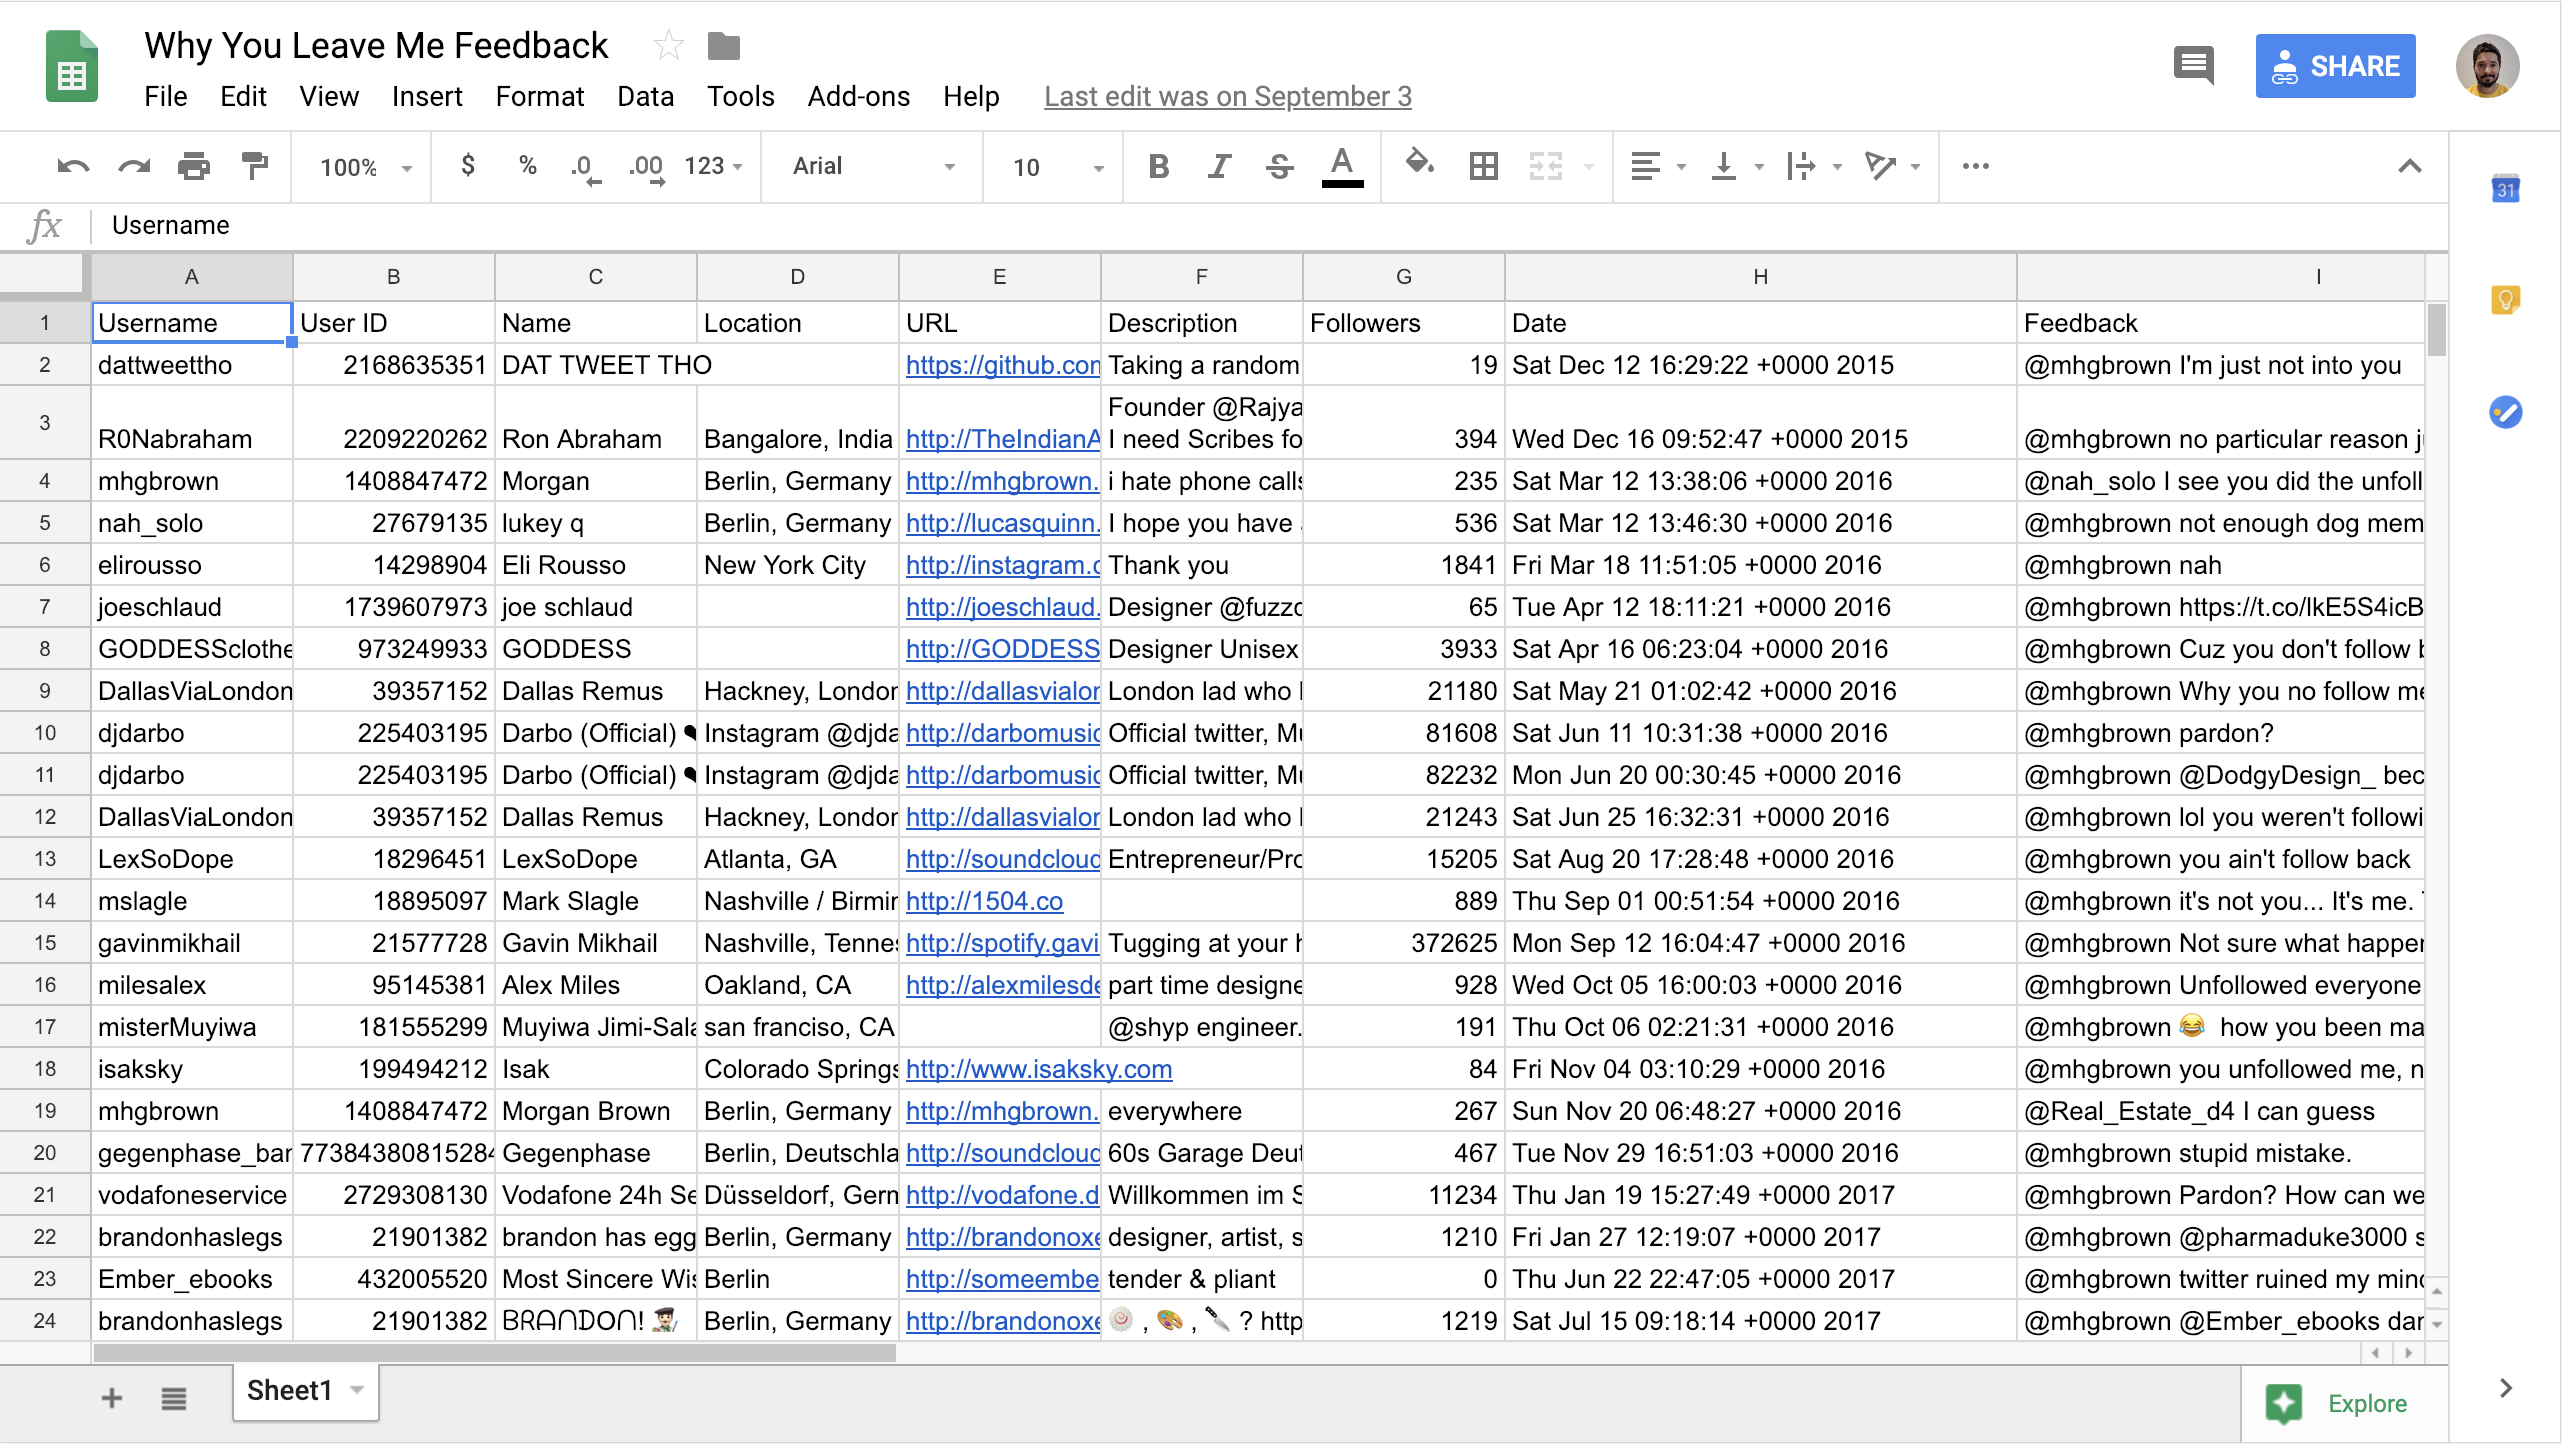 Why You Leave Me Feedback
File Edit View Insert Format Data Tools Add-ons Help Last edit was on September 3
SHARE
100% $ % .0 .00 123 Arial 10 B I S A
31
fx Username
A B C D E F G H I
1 Username User ID Name Location URL Description Followers Date Feedback
2 dattweettho 2168635351 DAT TWEET THO https://github.com Taking a random 19 Sat Dec 12 16:29:22 +0000 2015 @mhgbrown I'm just not into you
Founder @Rajya
3 R0Nabraham 2209220262 Ron Abraham Bangalore, India http://TheIndianA I need Scribes fo 394 Wed Dec 16 09:52:47 +0000 2015 @mhgbrown no particular reason j
4 mhgbrown 1408847472 Morgan Berlin, Germany http://mhgbrown. i hate phone calls 235 Sat Mar 12 13:38:06 +0000 2016 @nah_solo I see you did the unfoll
5 nah_solo 27679135 lukey q Berlin, Germany http://lucasquinn. I hope you have 536 Sat Mar 12 13:46:30 +0000 2016 @mhgbrown not enough dog mem
6 elirousso 14298904 Eli Rousso New York City http://instagram.c Thank you 1841 Fri Mar 18 11:51:05 +0000 2016 @mhgbrown nah
7 joeschlaud 1739607973 joe schlaud http://joeschlaud. Designer @fuzzc 65 Tue Apr 12 18:11:21 +0000 2016 @mhgbrown https://t.co/lkE5S4icB
8 GODDESSclothe 973249933 GODDESS http://GODDESS Designer Unisex 3933 Sat Apr 16 06:23:04 +0000 2016 @mhgbrown Cuz you don't follow b
9 DallasViaLondon 39357152 Dallas Remus Hackney, London http://dallasvialor London lad who l 21180 Sat May 21 01:02:42 +0000 2016 @mhgbrown Why you no follow me
10 djdarbo 225403195 Darbo (Official) Instagram @djda http://darbomusic Official twitter, Mu 81608 Sat Jun 11 10:31:38 +0000 2016 @mhgbrown pardon?
11 djdarbo 225403195 Darbo (Official) Instagram @djda http://darbomusic Official twitter, Mu 82232 Mon Jun 20 00:30:45 +0000 2016 @mhgbrown @DodgyDesign_ bec
12 DallasViaLondon 39357152 Dallas Remus Hackney, London http://dallasvialor London lad who l 21243 Sat Jun 25 16:32:31 +0000 2016 @mhgbrown lol you weren't followi
13 LexSoDope 18296451 LexSoDope Atlanta, GA http://soundcloud Entrepreneur/Pro 15205 Sat Aug 20 17:28:48 +0000 2016 @mhgbrown you ain't follow back
14 mslagle 18895097 Mark Slagle Nashville / Birmin http://1504.co 889 Thu Sep 01 00:51:54 +0000 2016 @mhgbrown it's not you... It's me.
15 gavinmikhail 21577728 Gavin Mikhail Nashville, Tennes http://spotify.gavi Tugging at your h 372625 Mon Sep 12 16:04:47 +0000 2016 @mhgbrown Not sure what happen
16 milesalex 95145381 Alex Miles Oakland, CA http://alexmilesde part time designe 928 Wed Oct 05 16:00:03 +0000 2016 @mhgbrown Unfollowed everyone
17 misterMuyiwa 181555299 Muyiwa Jimi-Sala san franciso, CA @shyp engineer. 191 Thu Oct 06 02:21:31 +0000 2016 @mhgbrown 😂 how you been ma
18 isaksky 199494212 Isak Colorado Springs http://www.isaksky.com 84 Fri Nov 04 03:10:29 +0000 2016 @mhgbrown you unfollowed me, n
19 mhgbrown 1408847472 Morgan Brown Berlin, Germany http://mhgbrown. everywhere 267 Sun Nov 20 06:48:27 +0000 2016 @Real_Estate_d4 I can guess
20 gegenphase_bar 77384380815284 Gegenphase Berlin, Deutschla http://soundcloud 60s Garage Deut 467 Tue Nov 29 16:51:03 +0000 2016 @mhgbrown stupid mistake.
21 vodafoneservice 2729308130 Vodafone 24h Se Düsseldorf, Germ http://vodafone.d Willkommen im S 11234 Thu Jan 19 15:27:49 +0000 2017 @mhgbrown Pardon? How can we
22 brandonhaslegs 21901382 brandon has egg Berlin, Germany http://brandonoxe designer, artist, s 1210 Fri Jan 27 12:19:07 +0000 2017 @mhgbrown @pharmaduke3000 s
23 Ember_ebooks 432005520 Most Sincere Wis Berlin http://someembe tender & pliant 0 Thu Jun 22 22:47:05 +0000 2017 @mhgbrown twitter ruined my mind
24 brandonhaslegs 21901382 BRANDON! 👨🏻‍🎨 Berlin, Germany http://brandonoxe 🍥 , 🎨 , 🔪 ? http 1219 Sat Jul 15 09:18:14 +0000 2017 @mhgbrown @Ember_ebooks dar
Sheet1 Explore